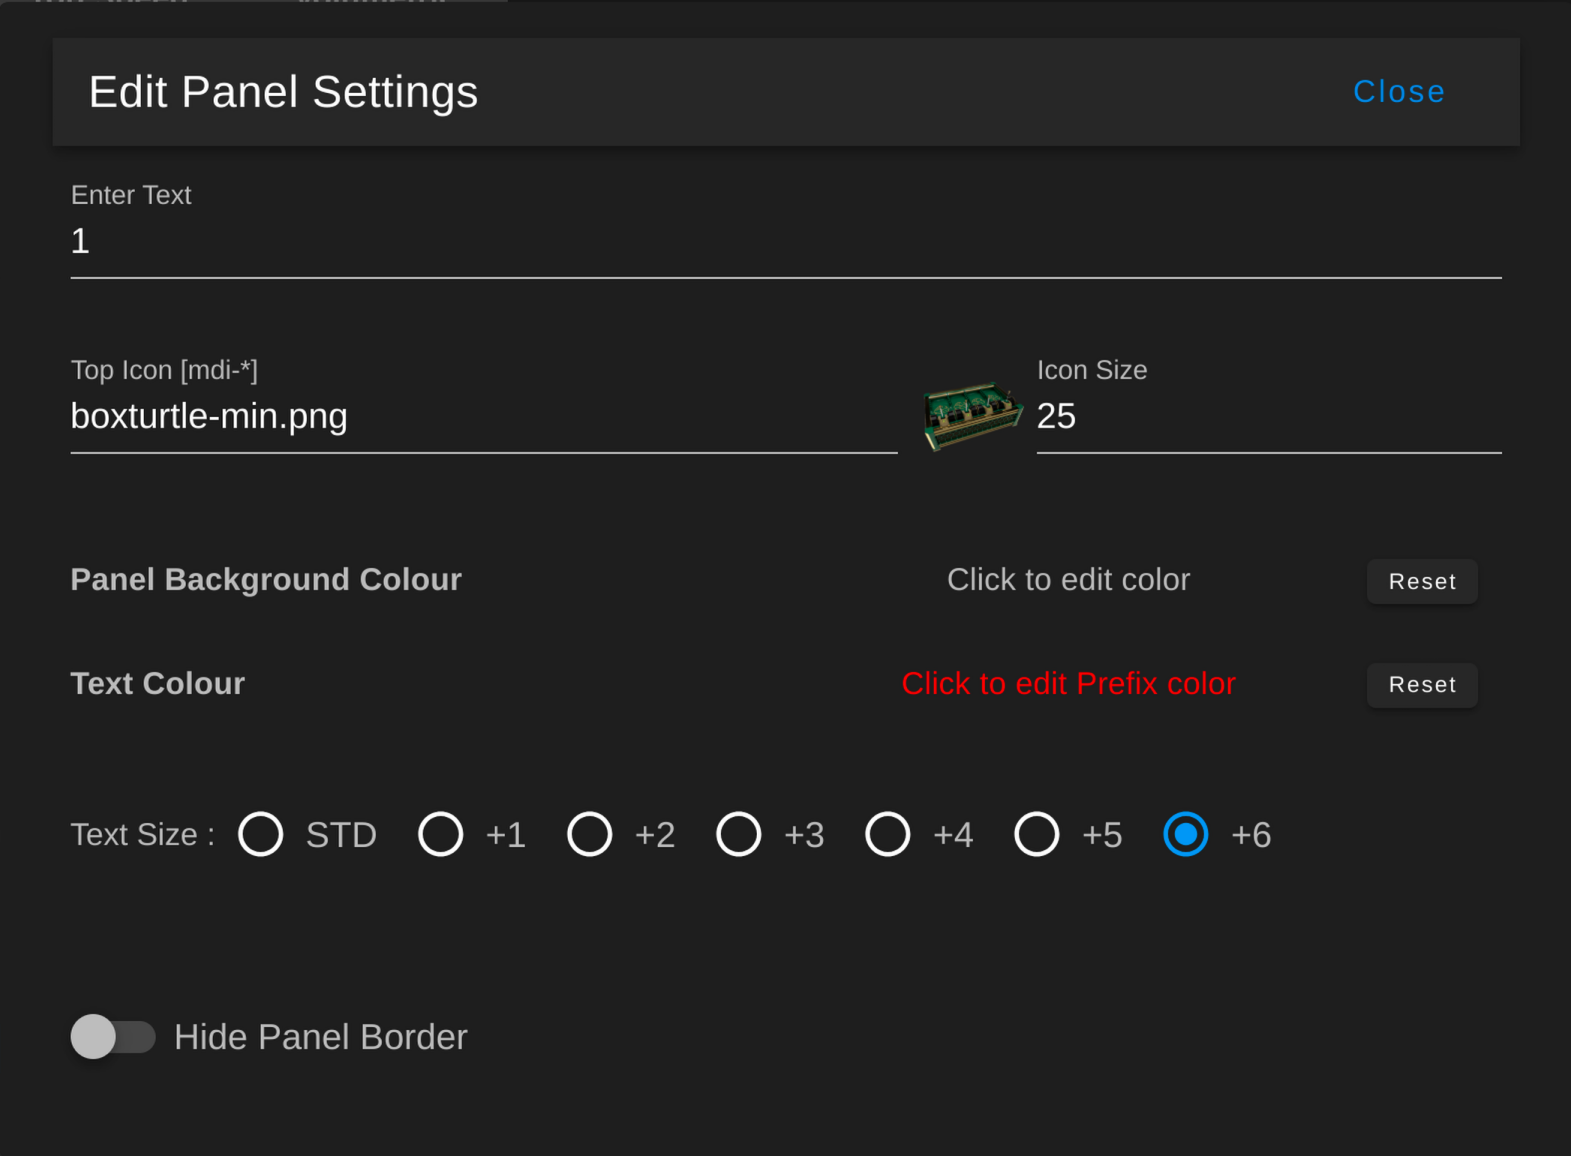 Edit Panel Settings Close
Enter Text
1
Top Icon [mdi-*] Icon Size
boxturtle-min.png 25
Panel Background Colour Click to edit color Reset
Text Colour Click to edit Prefix color Reset
Text Size : STD +1 +2 +3 +4 +5 +6
Hide Panel Border